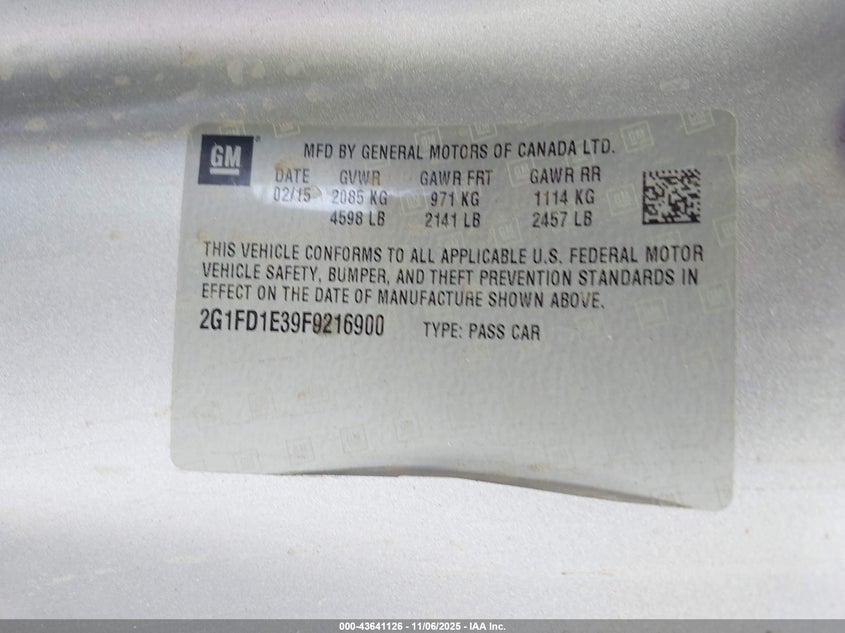 GM
MFD BY GENERAL MOTORS OF CANADA LTD.
DATE GVWR GAWR FRT GAWR RR
02/15 2085 KG 971 KG 1114 KG
4598 LB 2141 LB 2457 LB
THIS VEHICLE CONFORMS TO ALL APPLICABLE U.S. FEDERAL MOTOR
VEHICLE SAFETY, BUMPER, AND THEFT PREVENTION STANDARDS IN
EFFECT ON THE DATE OF MANUFACTURE SHOWN ABOVE.
2G1FD1E39F9216900 TYPE: PASS CAR
000-43641126 - 11/06/2025 - IAA Inc.